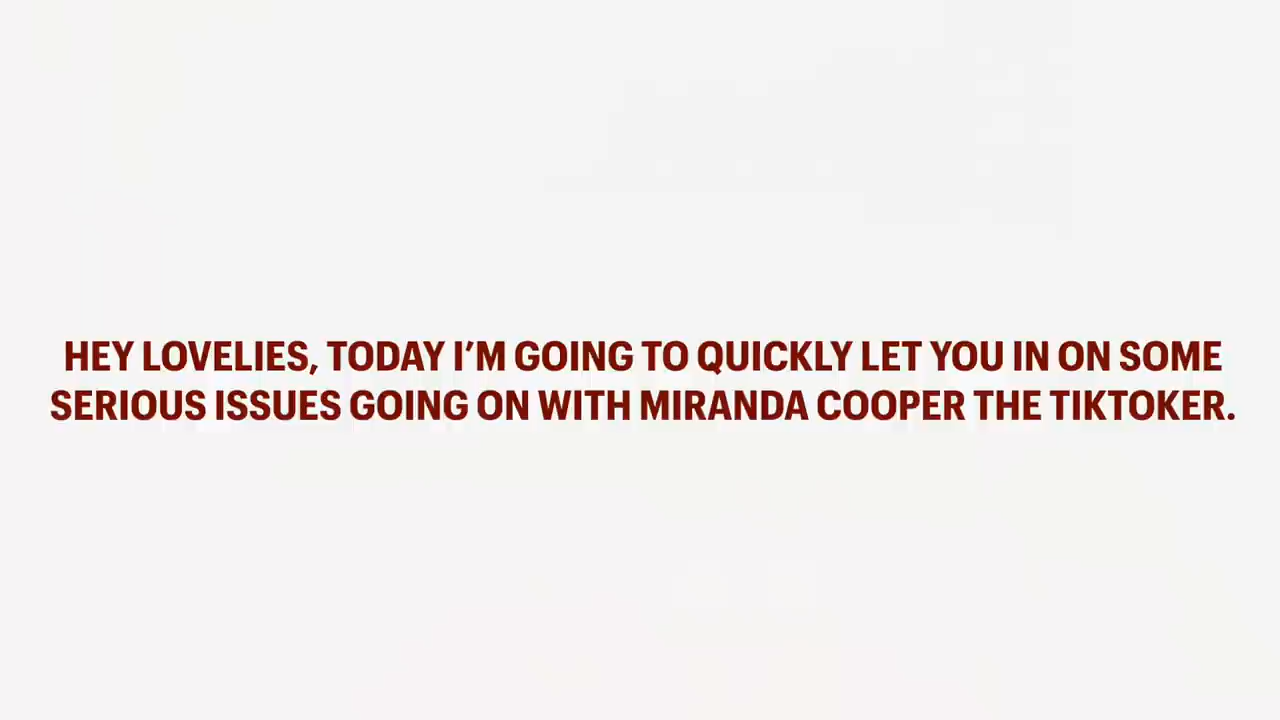 HEY LOVELIES, TODAY I’M GOING TO QUICKLY LET YOU IN ON SOME
SERIOUS ISSUES GOING ON WITH MIRANDA COOPER THE TIKTOKER.